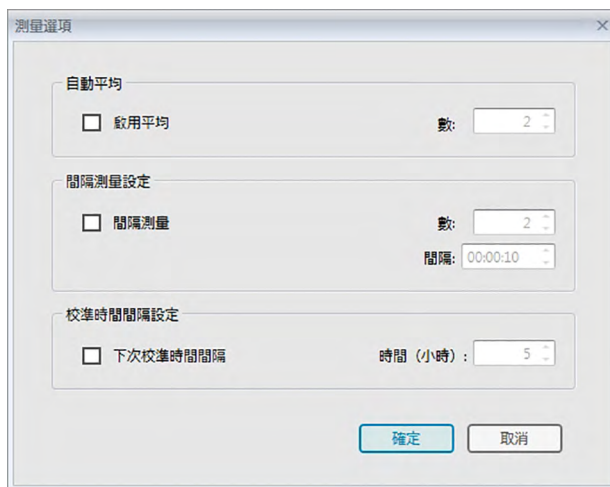 測量選項
自動平均
啟用平均 數: 2
間隔測量設定
間隔測量 數: 2
間隔: 00:00:10
校準時間間隔設定
下次校準時間間隔 時間（小時）: 5
確定 取消